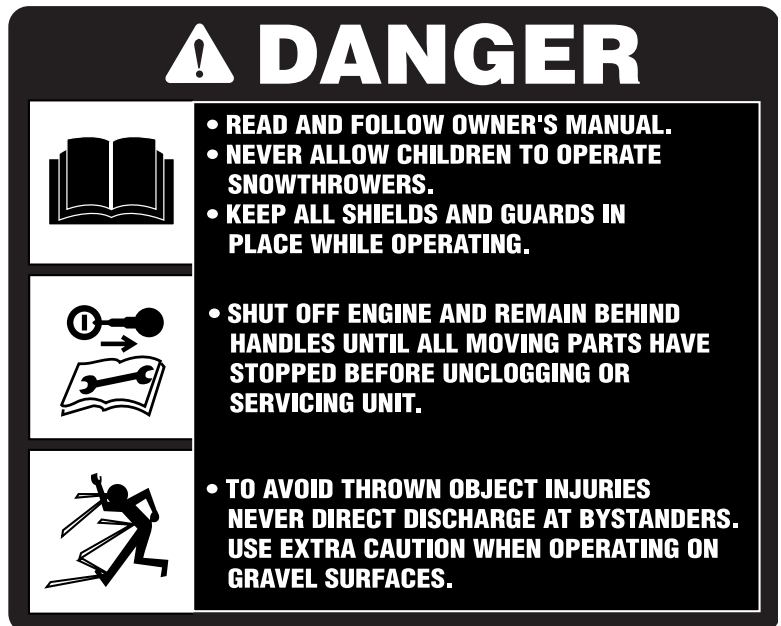 DANGER
• READ AND FOLLOW OWNER'S MANUAL.
• NEVER ALLOW CHILDREN TO OPERATE
SNOWTHROWERS.
• KEEP ALL SHIELDS AND GUARDS IN
PLACE WHILE OPERATING.
• SHUT OFF ENGINE AND REMAIN BEHIND
HANDLES UNTIL ALL MOVING PARTS HAVE
STOPPED BEFORE UNCLOGGING OR
SERVICING UNIT.
• TO AVOID THROWN OBJECT INJURIES
NEVER DIRECT DISCHARGE AT BYSTANDERS.
USE EXTRA CAUTION WHEN OPERATING ON
GRAVEL SURFACES.